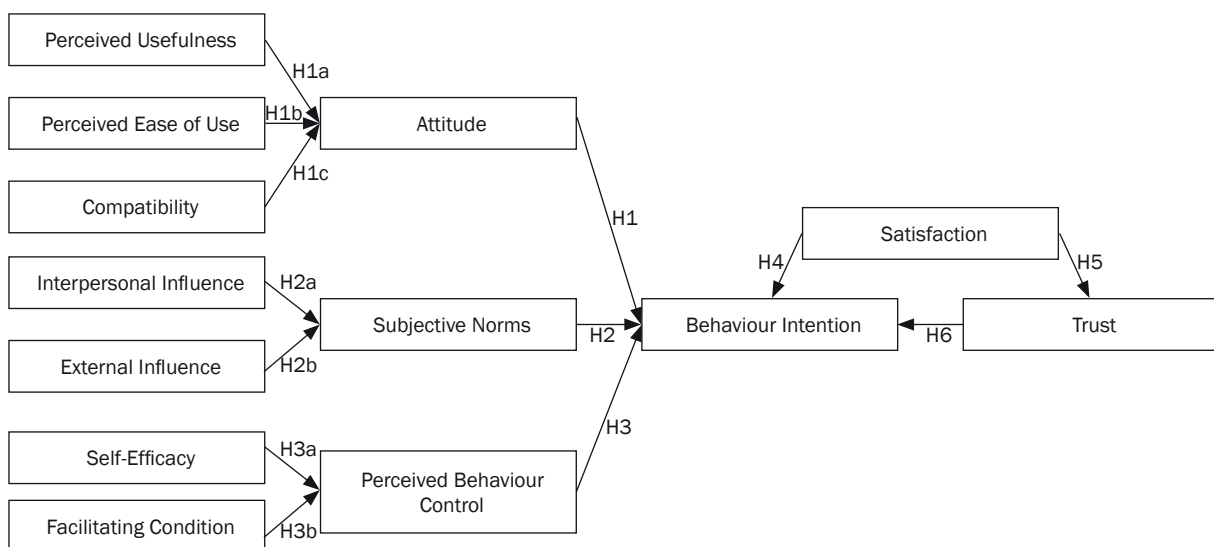 Perceived Usefulness
H1a
Perceived Ease of Use
H1b
Attitude
H1c
Compatibility
H1
Satisfaction
Interpersonal Influence
H2a
H4
H5
Subjective Norms
H2
Behaviour Intention
H6
Trust
External Influence
H2b
H3
Self-Efficacy
H3a
Perceived Behaviour
Control
Facilitating Condition
H3b